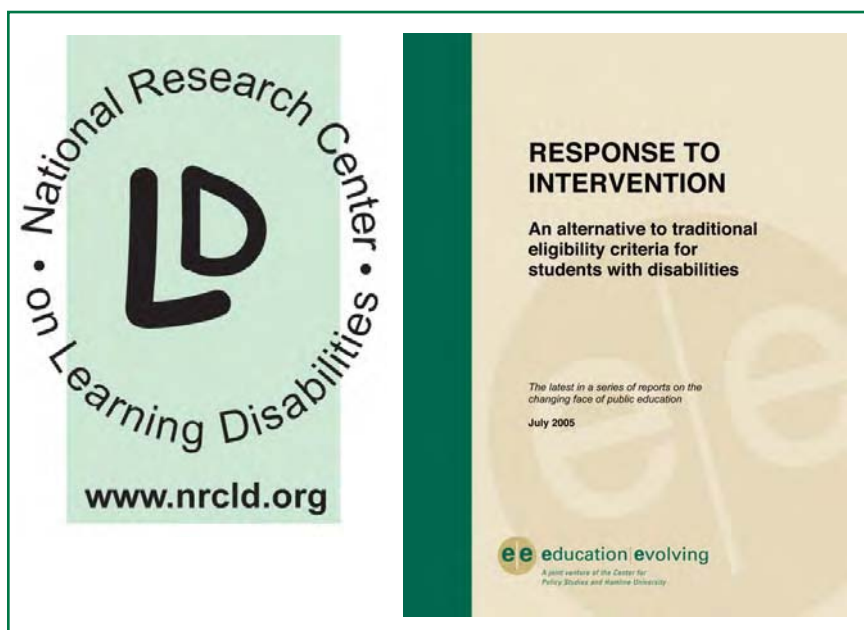 • National Research Center •
on Learning Disabilities
LD
www.nrcld.org
RESPONSE TO
INTERVENTION
An alternative to traditional
eligibility criteria for
students with disabilities
The latest in a series of reports on the
changing face of public education
July 2005
e|e
e|e education|evolving
A joint venture of the Center for
Policy Studies and Hamline University